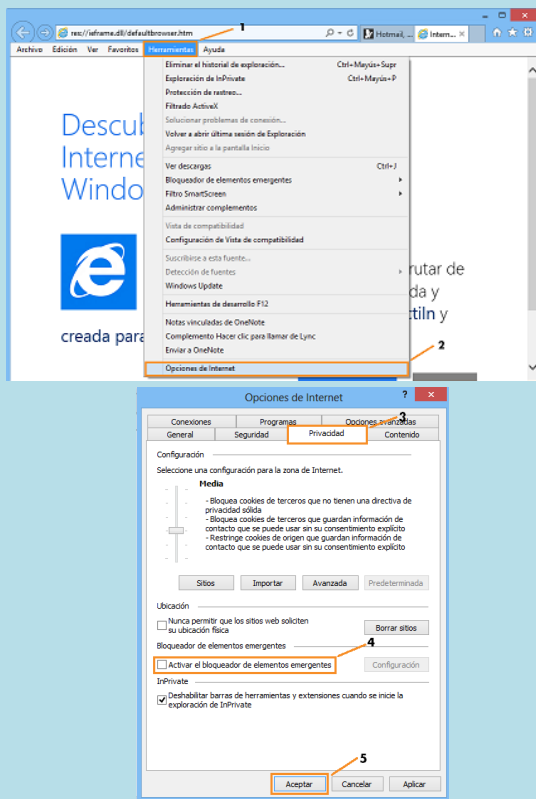 1
res://ieframe.dll/defaultbrowser.htm
Hotmail, ...
Intern...
Archivo Edición Ver Favoritos Herramientas Ayuda
Eliminar el historial de exploración... Ctrl+Mayús+Supr
Exploración de InPrivate Ctrl+Mayús+P
Protección de rastreo...
Filtrado ActiveX
Solucionar problemas de conexión...
Volver a abrir última sesión de Exploración
Agregar sitio a la pantalla Inicio
Ver descargas Ctrl+J
Bloqueador de elementos emergentes
Filtro SmartScreen
Administrar complementos
Vista de compatibilidad
Configuración de Vista de compatibilidad
Suscribirse a esta fuente...
Detección de fuentes
Windows Update
Herramientas de desarrollo F12
Notas vinculadas de OneNote
Complemento Hacer clic para llamar de Lync
Enviar a OneNote
Opciones de Internet
2
Descu
Interne
Windo
creada para
rutar de
da y
ctiln y
Opciones de Internet
? ×
3
Conexiones Programas Opciones avanzadas
General Seguridad Privacidad Contenido
Configuración
Seleccione una configuración para la zona de Internet.
Media
- Bloquea cookies de terceros que no tienen una directiva de
privacidad sólida
- Bloquea cookies de terceros que guardan información de
contacto que se puede usar sin su consentimiento explícito
- Restringe cookies de origen que guardan información de
contacto que se puede usar sin su consentimiento explícito
Sitios Importar Avanzada Predeterminada
Ubicación
Nunca permitir que los sitios web soliciten
su ubicación física
Borrar sitios
Bloqueador de elementos emergentes
4
Activar el bloqueador de elementos emergentes Configuración
InPrivate
Deshabilitar barras de herramientas y extensiones cuando se inicie la
exploración de InPrivate
5
Aceptar Cancelar Aplicar